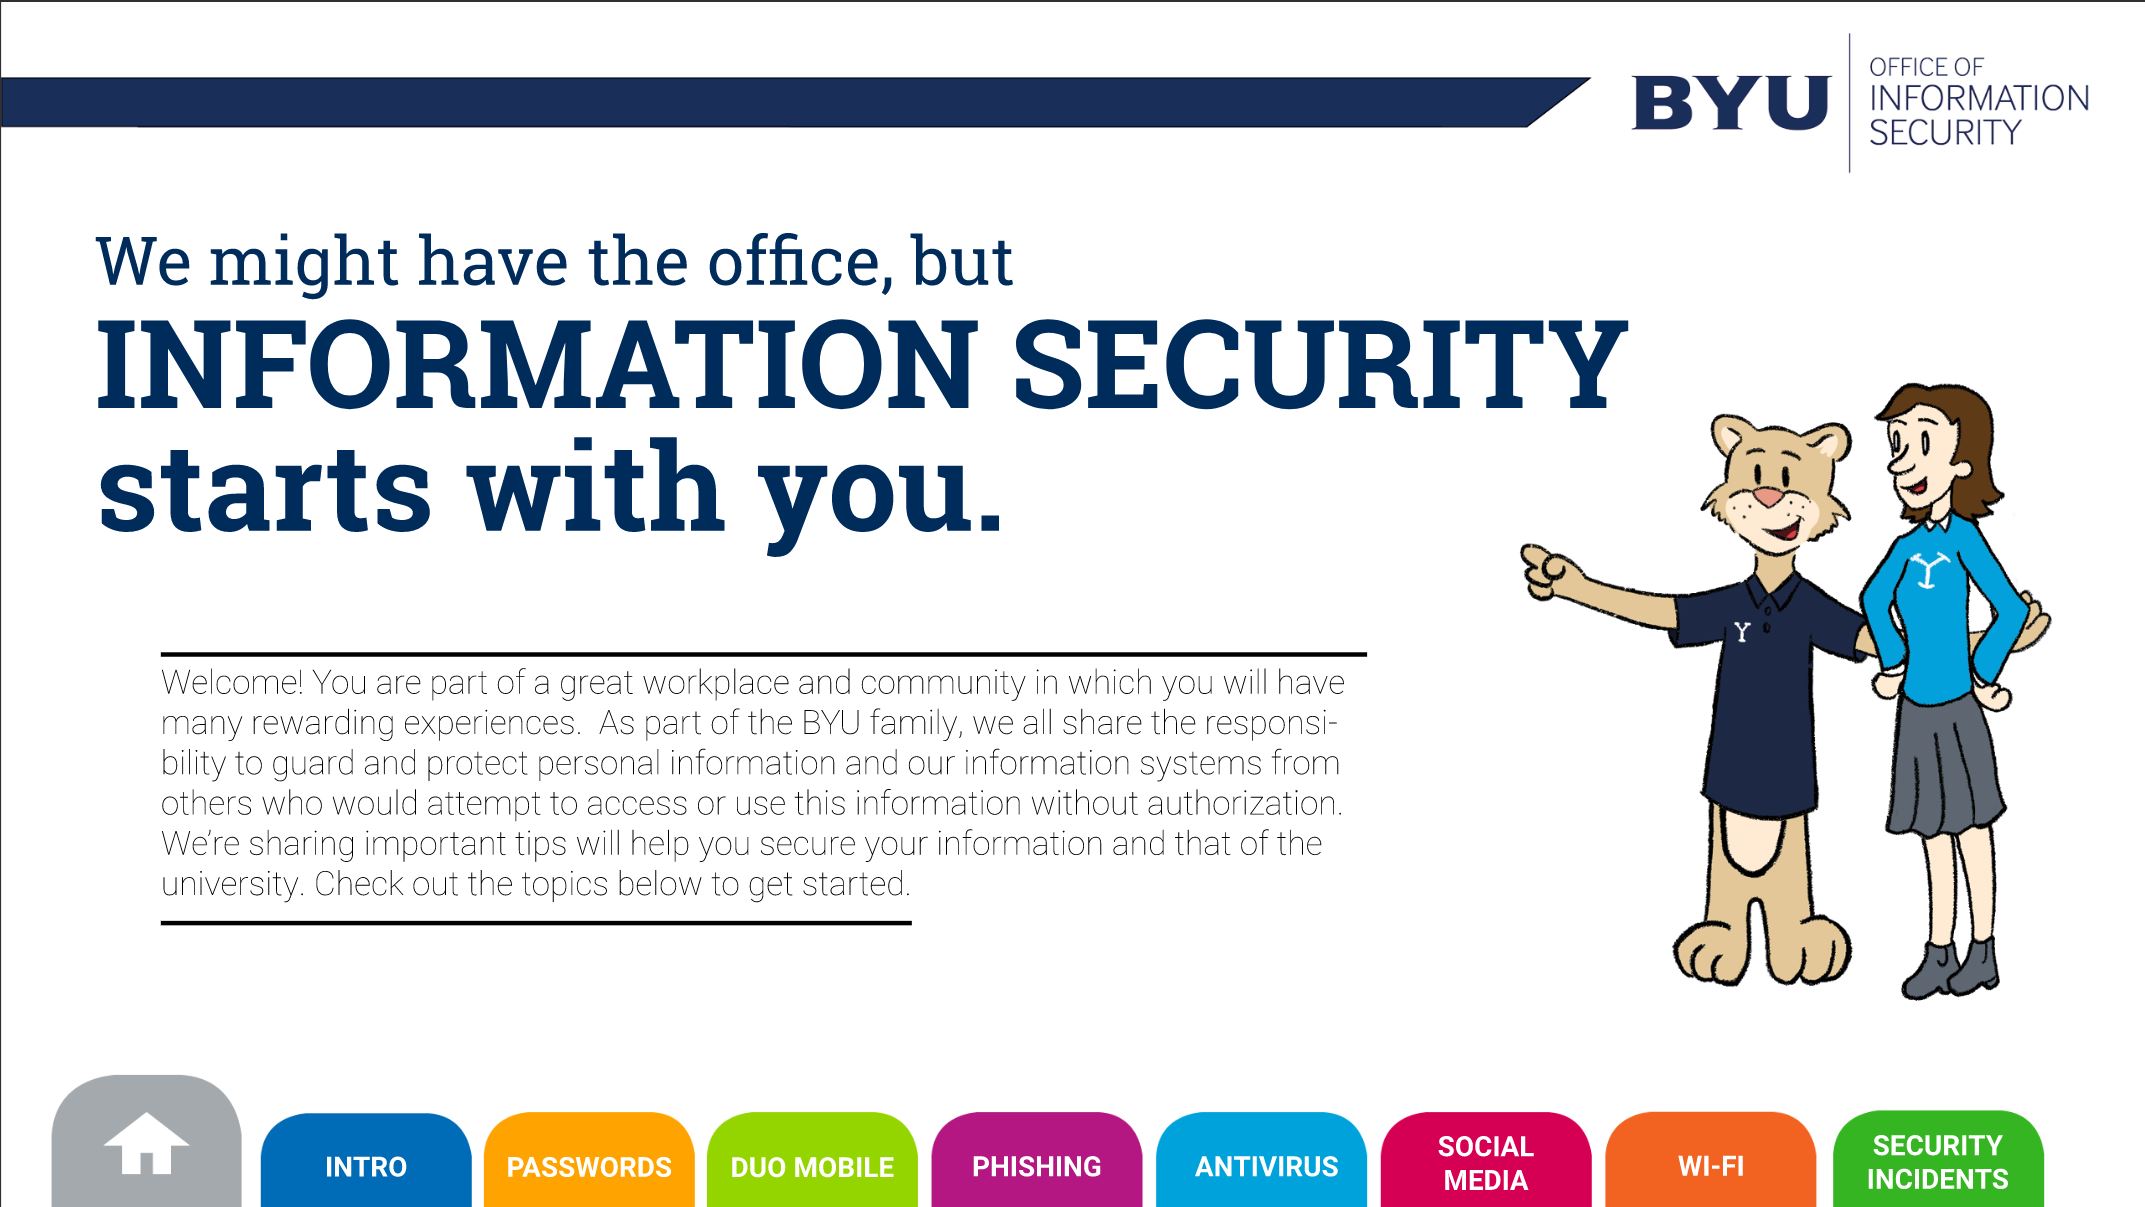 BYU
OFFICE OF
INFORMATION
SECURITY
We might have the office, but
INFORMATION SECURITY
starts with you.
Welcome! You are part of a great workplace and community in which you will have
many rewarding experiences.  As part of the BYU family, we all share the responsi-
bility to guard and protect personal information and our information systems from
others who would attempt to access or use this information without authorization.
We're sharing important tips will help you secure your information and that of the
university. Check out the topics below to get started.
Y
Y
INTRO
PASSWORDS
DUO MOBILE
PHISHING
ANTIVIRUS
SOCIAL
MEDIA
WI-FI
SECURITY
INCIDENTS